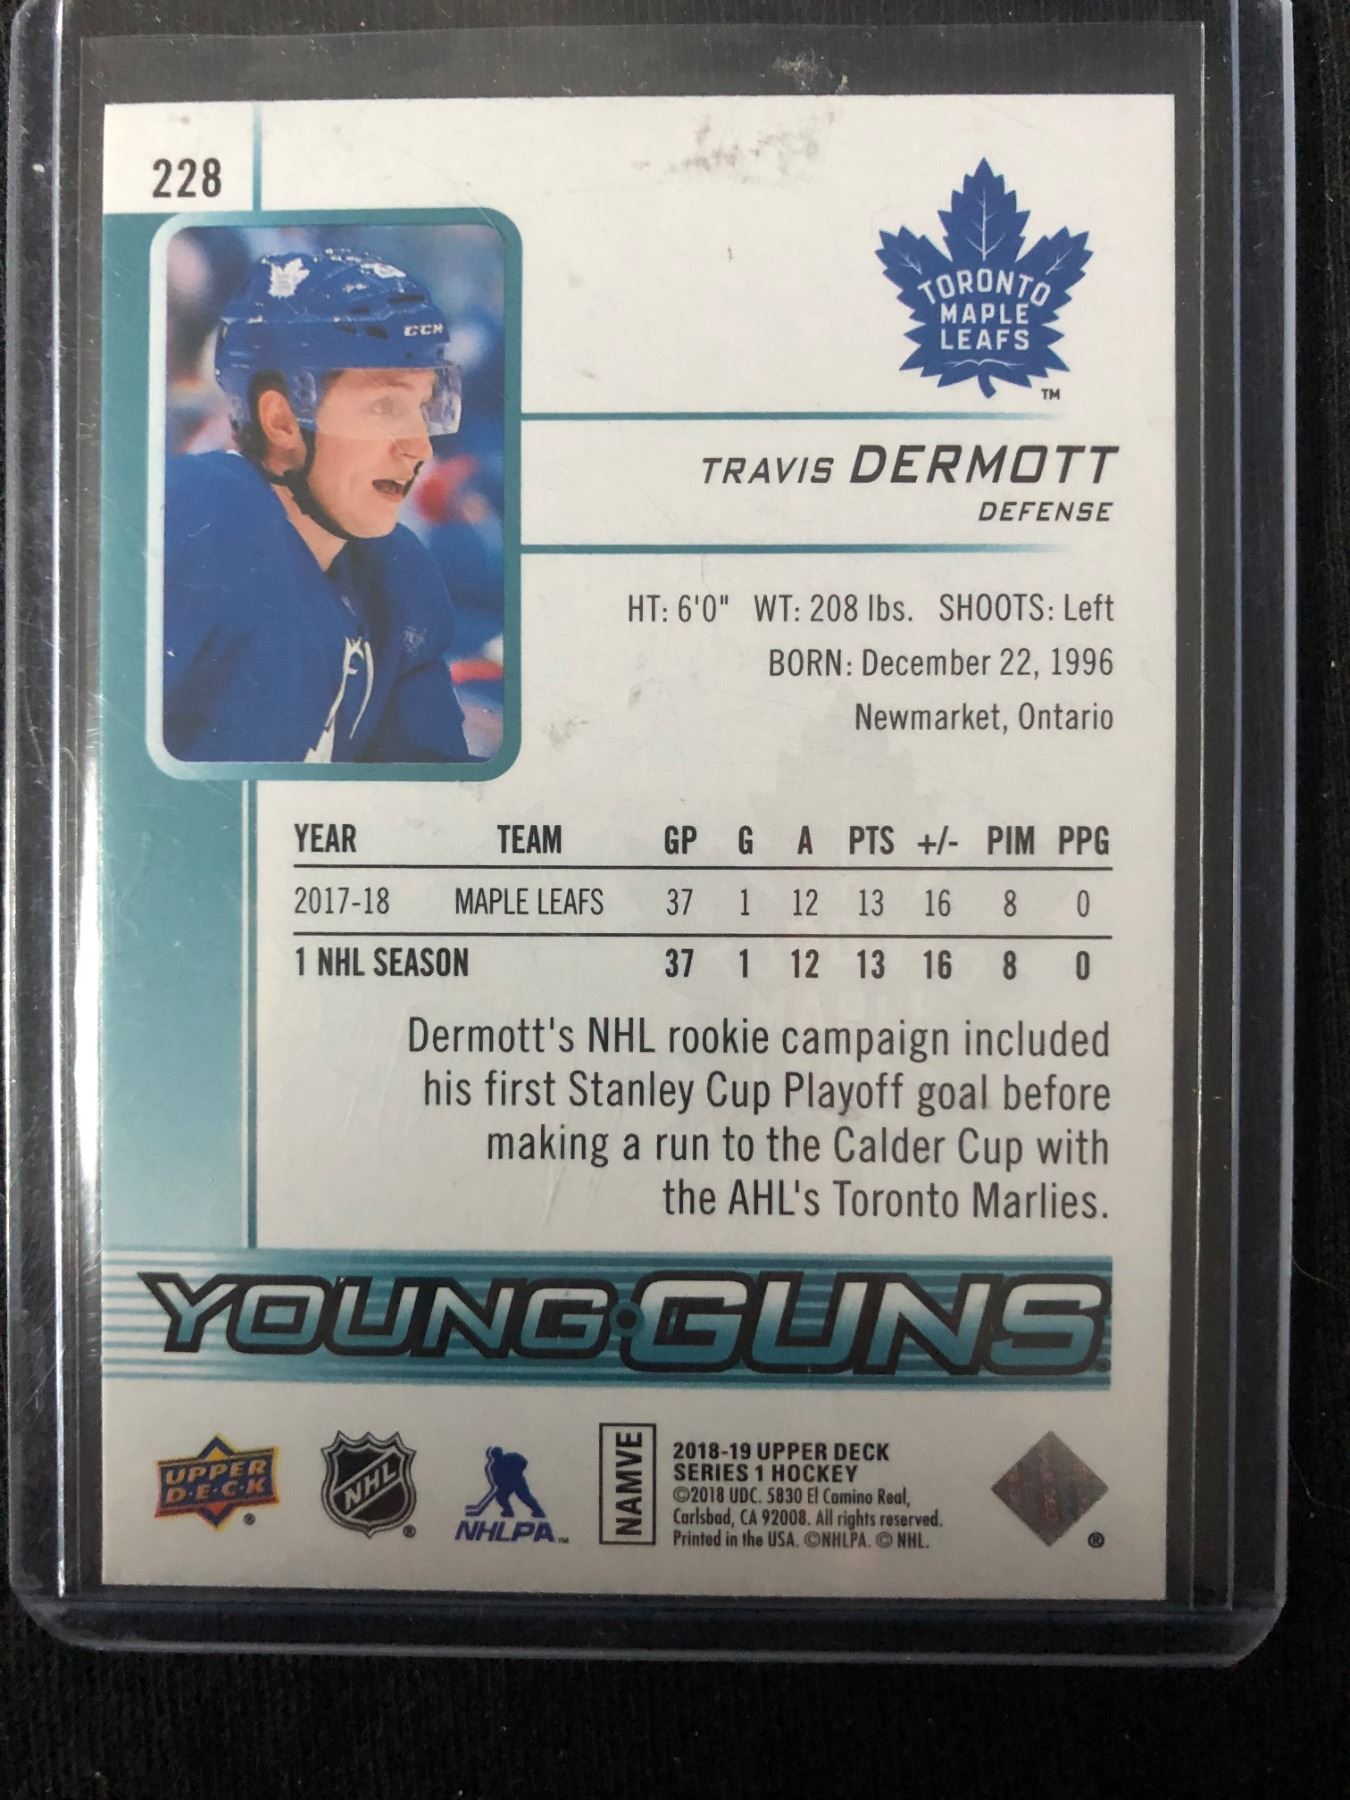 228
CCM
TORONTO
MAPLE
LEAFS
TM
TRAVIS DERMOTT
DEFENSE
HT: 6'0" WT: 208 lbs. SHOOTS: Left
BORN: December 22, 1996
Newmarket, Ontario
YEAR TEAM GP G A PTS +/- PIM PPG
2017-18 MAPLE LEAFS 37 1 12 13 16 8 0
1 NHL SEASON 37 1 12 13 16 8 0
Dermott's NHL rookie campaign included
his first Stanley Cup Playoff goal before
making a run to the Calder Cup with
the AHL's Toronto Marlies.
YOUNG•GUNS
UPPER
D•E•C•K
®
NHL
®
NHLPA™
NAMVE
2018-19 UPPER DECK
SERIES 1 HOCKEY
©2018 UDC. 5830 El Camino Real,
Carlsbad, CA 92008. All rights reserved.
Printed in the USA. ©NHLPA. © NHL.
®